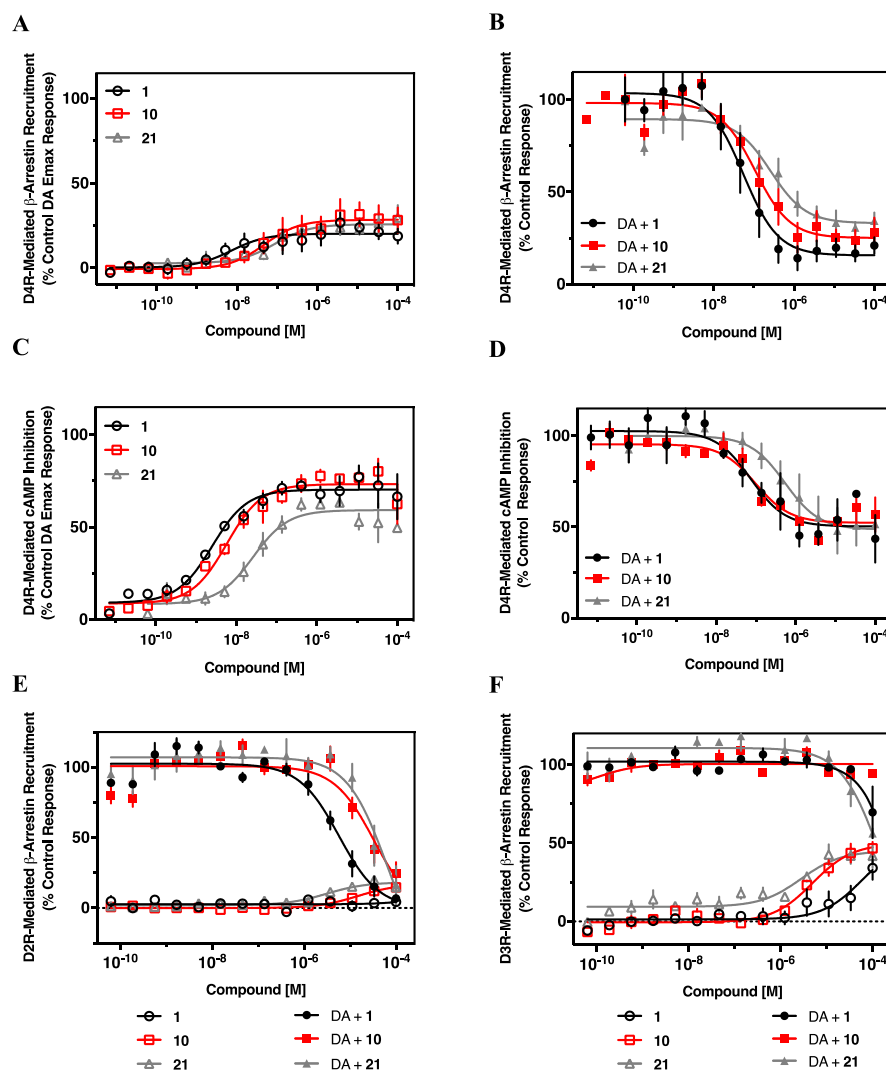 A
D4R-Mediated β-Arrestin Recruitment
(% Control DA Emax Response)
100
50
0
1
10
21
10-10
10-8
10-6
10-4
Compound [M]
B
D4R-Mediated β-Arrestin Recruitment
(% Control Response)
100
50
0
DA + 1
DA + 10
DA + 21
10-10
10-8
10-6
10-4
Compound [M]
C
D4R-Mediated cAMP Inhibition
(% Control DA Emax Response)
100
50
0
1
10
21
10-10
10-8
10-6
10-4
Compound [M]
D
D4R-Mediated cAMP Inhibition
(% Control Response)
100
50
0
DA + 1
DA + 10
DA + 21
10-10
10-8
10-6
10-4
Compound [M]
E
D2R-Mediated β-Arrestin Recruitment
(% Control Response)
100
50
0
10-10
10-8
10-6
10-4
Compound [M]
1
10
21
DA + 1
DA + 10
DA + 21
F
D3R-Mediated β-Arrestin Recruitment
(% Control Response)
100
50
0
10-10
10-8
10-6
10-4
Compound [M]
1
10
21
DA + 1
DA + 10
DA + 21